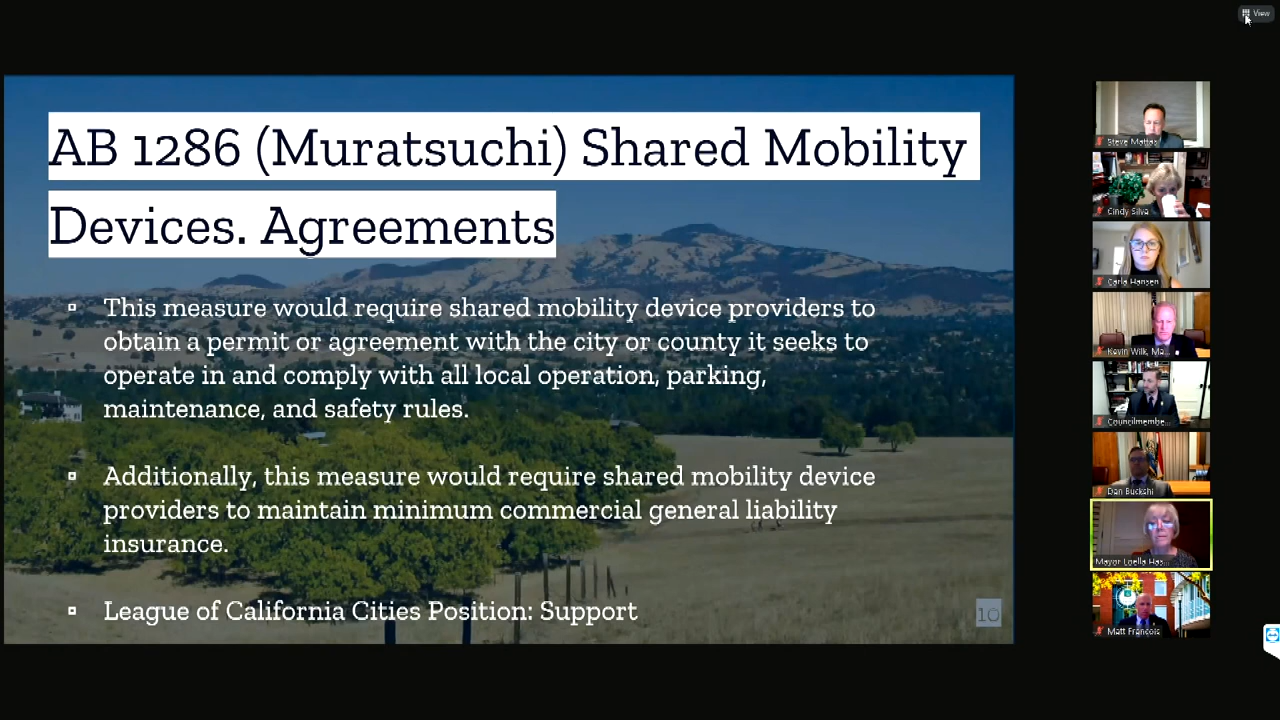 View
AB 1286 (Muratsuchi) Shared Mobility
Devices. Agreements
This measure would require shared mobility device providers to
obtain a permit or agreement with the city or county it seeks to
operate in and comply with all local operation, parking,
maintenance, and safety rules.
Additionally, this measure would require shared mobility device
providers to maintain minimum commercial general liability
insurance.
League of California Cities Position: Support
10
Steve Mattas
Cindy Silva
Carla Hansen
Kevin Wilk, Ma...
Councilmembe...
Dan Buckshi
Mayor Loella Has...
Matt Francois